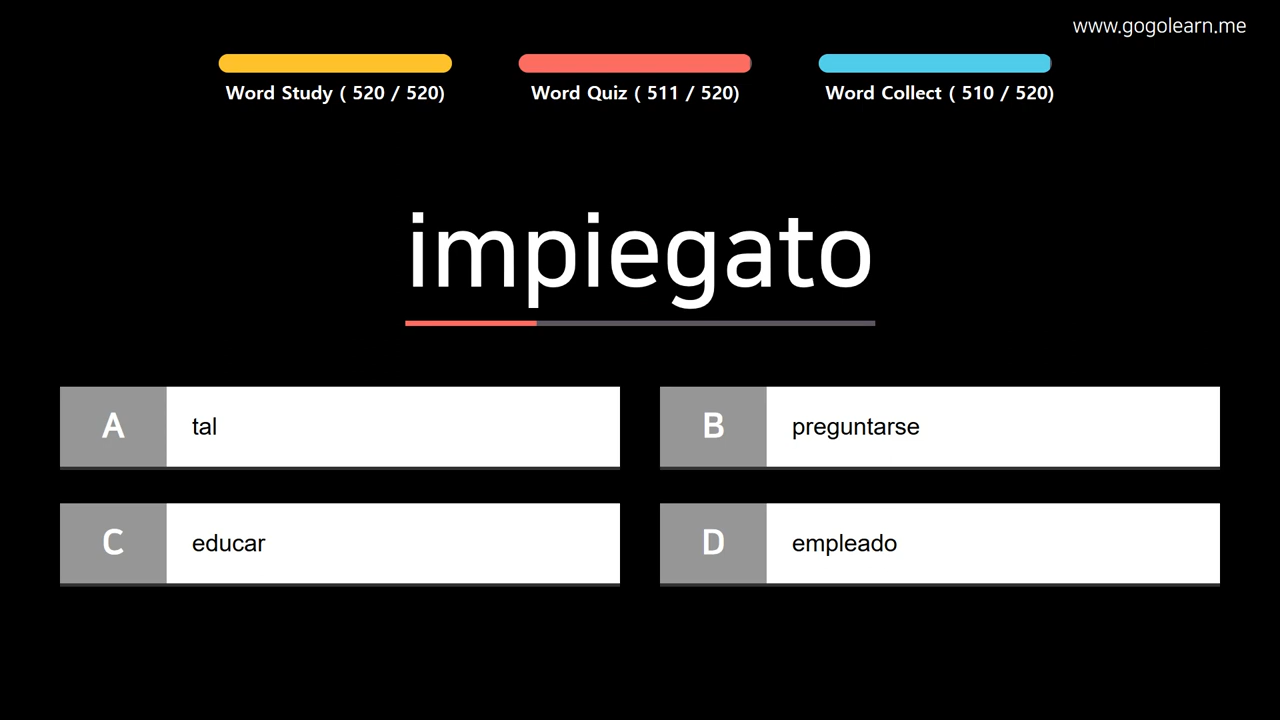 www.gogolearn.me
Word Study ( 520 / 520)
Word Quiz ( 511 / 520)
Word Collect ( 510 / 520)
impiegato
A tal
B preguntarse
C educar
D empleado